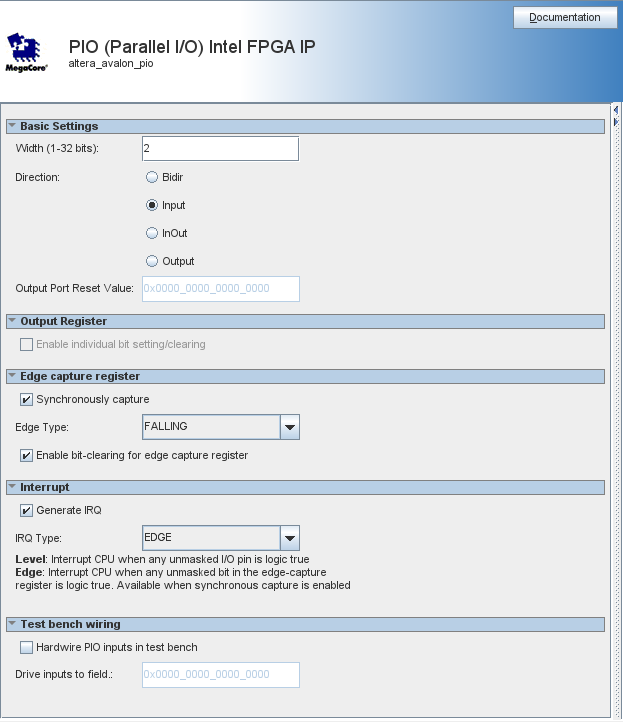 Documentation
MegaCore®
PIO (Parallel I/O) Intel FPGA IP
altera_avalon_pio
Basic Settings
Width (1-32 bits): 2
Direction: Bidir
Input
InOut
Output
Output Port Reset Value: 0x0000_0000_0000_0000
Output Register
Enable individual bit setting/clearing
Edge capture register
Synchronously capture
Edge Type: FALLING
Enable bit-clearing for edge capture register
Interrupt
Generate IRQ
IRQ Type: EDGE
Level: Interrupt CPU when any unmasked I/O pin is logic true
Edge: Interrupt CPU when any unmasked bit in the edge-capture
register is logic true. Available when synchronous capture is enabled
Test bench wiring
Hardwire PIO inputs in test bench
Drive inputs to field.: 0x0000_0000_0000_0000